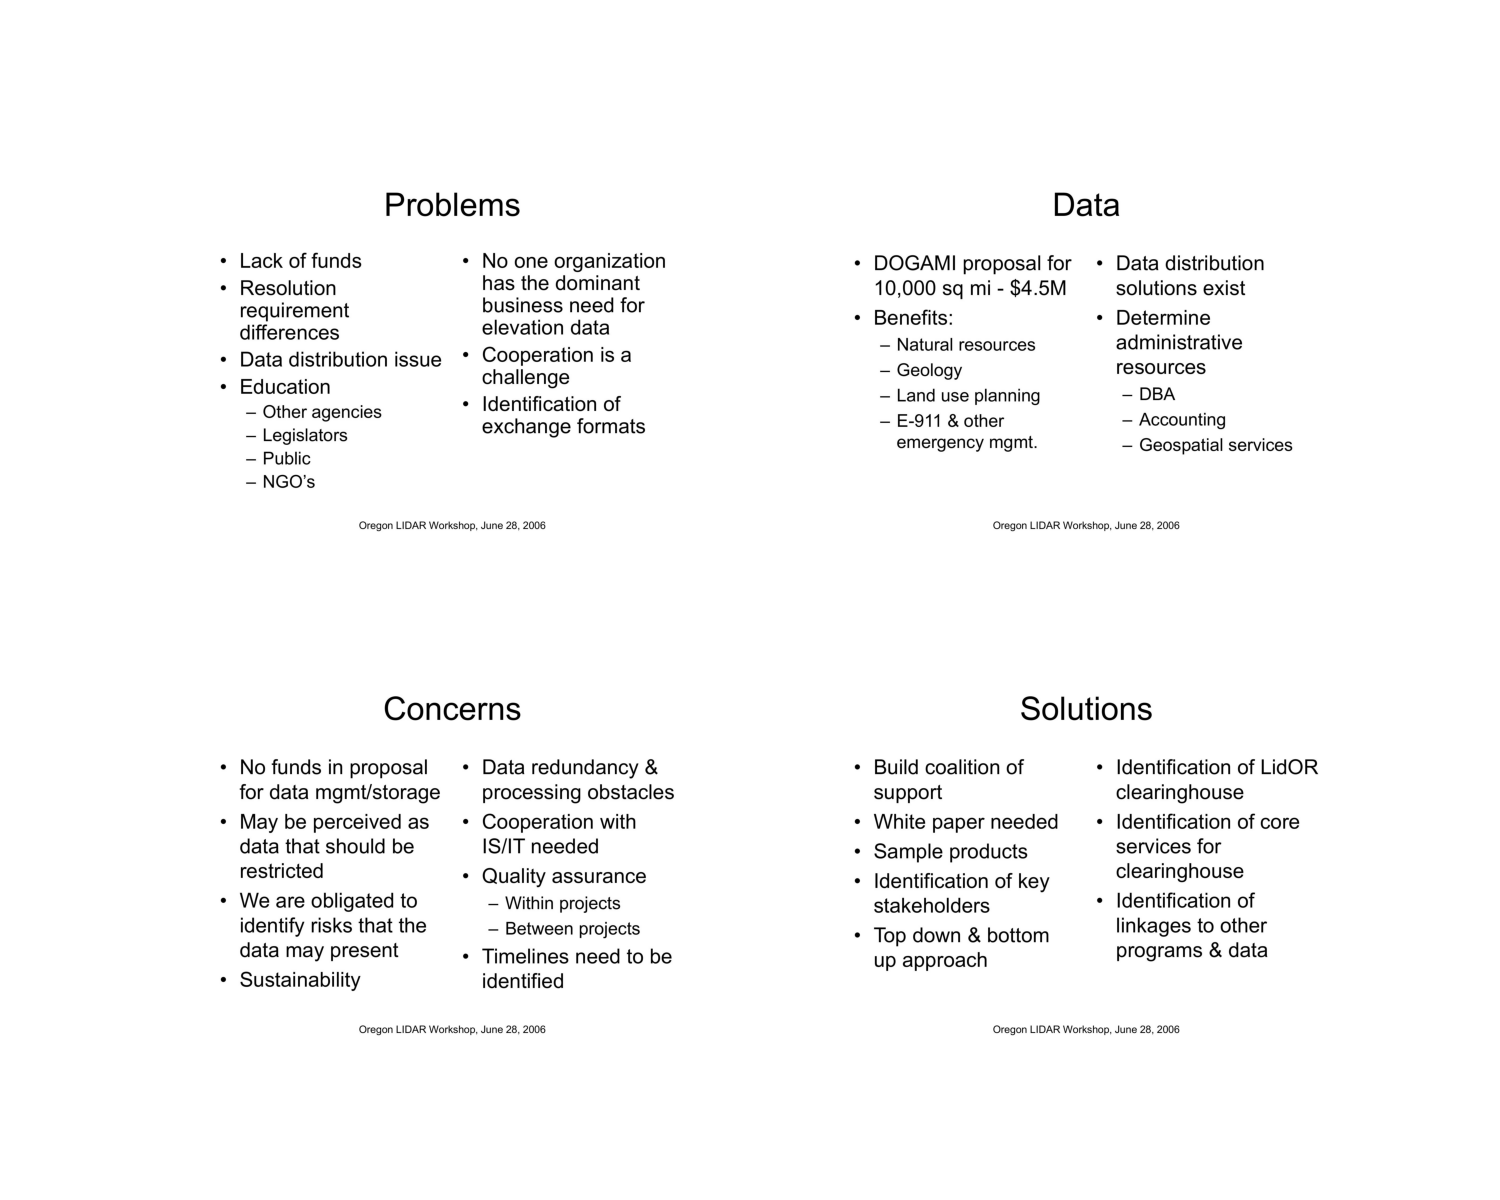 Problems
• Lack of funds
• Resolution
requirement
differences
• Data distribution issue
• Education
– Other agencies
– Legislators
– Public
– NGO’s
• No one organization
has the dominant
business need for
elevation data
• Cooperation is a
challenge
• Identification of
exchange formats
Oregon LIDAR Workshop, June 28, 2006
Data
• DOGAMI proposal for
10,000 sq mi - $4.5M
• Benefits:
– Natural resources
– Geology
– Land use planning
– E-911 & other
emergency mgmt.
• Data distribution
solutions exist
• Determine
administrative
resources
– DBA
– Accounting
– Geospatial services
Oregon LIDAR Workshop, June 28, 2006
Concerns
• No funds in proposal
for data mgmt/storage
• May be perceived as
data that should be
restricted
• We are obligated to
identify risks that the
data may present
• Sustainability
• Data redundancy &
processing obstacles
• Cooperation with
IS/IT needed
• Quality assurance
– Within projects
– Between projects
• Timelines need to be
identified
Oregon LIDAR Workshop, June 28, 2006
Solutions
• Build coalition of
support
• White paper needed
• Sample products
• Identification of key
stakeholders
• Top down & bottom
up approach
• Identification of LidOR
clearinghouse
• Identification of core
services for
clearinghouse
• Identification of
linkages to other
programs & data
Oregon LIDAR Workshop, June 28, 2006